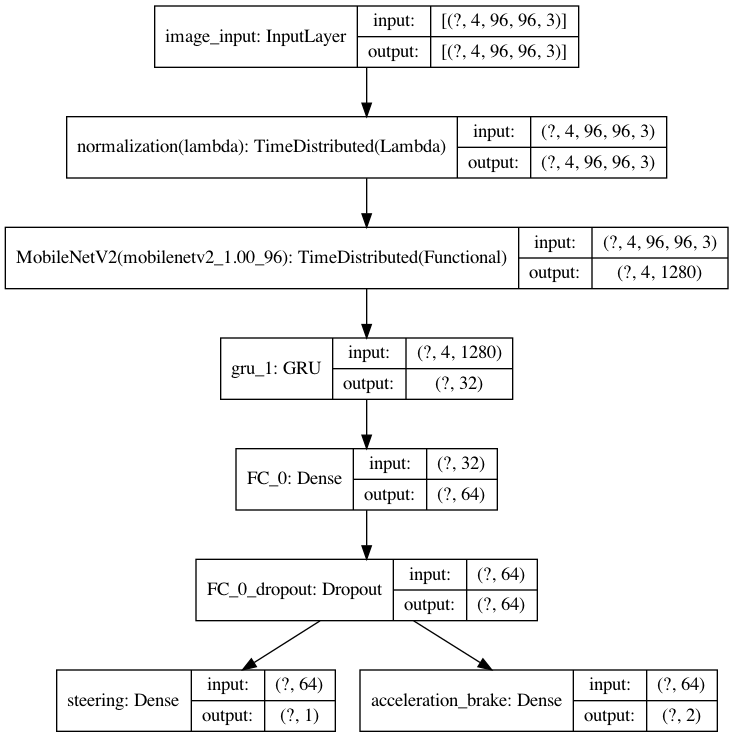 image_input: InputLayer
input:
[(?, 4, 96, 96, 3)]
output:
[(?, 4, 96, 96, 3)]
normalization(lambda): TimeDistributed(Lambda)
input:
(?, 4, 96, 96, 3)
output:
(?, 4, 96, 96, 3)
MobileNetV2(mobilenetv2_1.00_96): TimeDistributed(Functional)
input:
(?, 4, 96, 96, 3)
output:
(?, 4, 1280)
gru_1: GRU
input:
(?, 4, 1280)
output:
(?, 32)
FC_0: Dense
input:
(?, 32)
output:
(?, 64)
FC_0_dropout: Dropout
input:
(?, 64)
output:
(?, 64)
steering: Dense
input:
(?, 64)
output:
(?, 1)
acceleration_brake: Dense
input:
(?, 64)
output:
(?, 2)